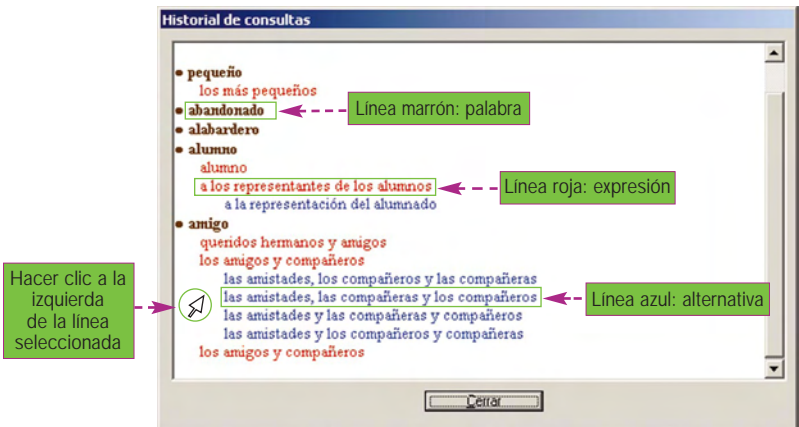 Historial de consultas
• pequeño
los más pequeños
• abandonado
Línea marrón: palabra
• alabardero
• alumno
alumno
a los representantes de los alumnos
Línea roja: expresión
a la representación del alumnado
• amigo
queridos hermanos y amigos
los amigos y compañeros
las amistades, los compañeros y las compañeras
las amistades, las compañeras y los compañeros
Línea azul: alternativa
las amistades y las compañeras y compañeros
las amistades y los compañeros y compañeras
los amigos y compañeros
Hacer clic a la
izquierda
de la línea
seleccionada
Cerrar